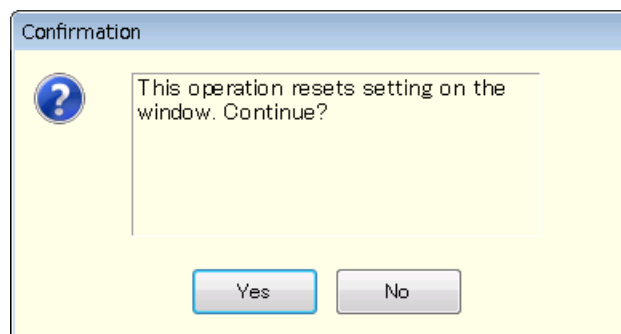 Confirmation
This operation resets setting on the
window. Continue?
Yes
No